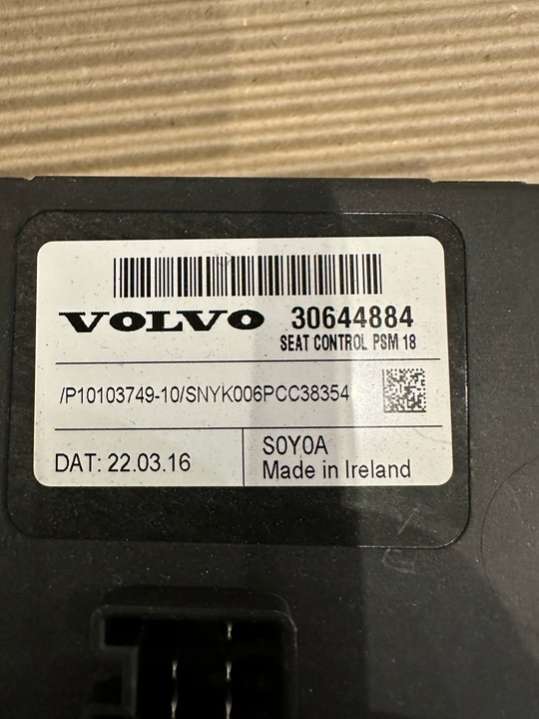 VOLVO 30644884
SEAT CONTROL PSM 18
/P10103749-10/SNYK006PCC38354
DAT: 22.03.16
S0Y0A
Made in Ireland